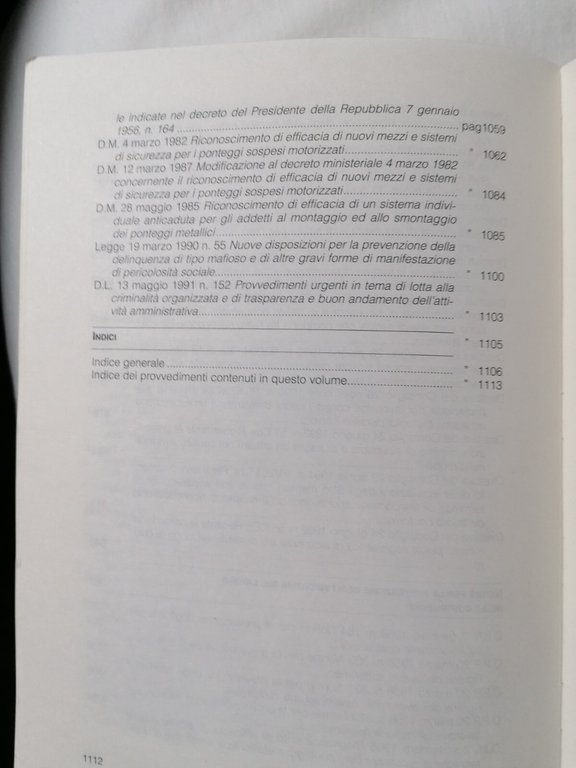 le indicate nel decreto del Presidente della Repubblica 7 gennaio
1956, n. 164 ........ pag 1059
D.M. 4 marzo 1982 Riconoscimento di efficacia di nuovi mezzi e sistemi
di sicurezza per i ponteggi sospesi motorizzati ........ " 1062
D.M. 12 marzo 1987 Modificazione al decreto ministeriale 4 marzo 1982
concernente il riconoscimento di efficacia di nuovi mezzi e sistemi
di sicurezza per i ponteggi sospesi motorizzati ........ " 1084
D.M. 28 maggio 1985 Riconoscimento di efficacia di un sistema indivi-
duale anticaduta per gli addetti al montaggio ed allo smontaggio
dei ponteggi metallici ........ " 1085
Legge 19 marzo 1990 n. 55 Nuove disposizioni per la prevenzione della
delinquenza di tipo mafioso e di altre gravi forme di manifestazione
di pericolosità sociale ........ " 1100
D.L. 13 maggio 1991 n. 152 Provvedimenti urgenti in tema di lotta alla
criminalità organizzata e di trasparenza e buon andamento dell'atti-
vità amministrativa ........ " 1103
INDICI " 1105
Indice generale ........ " 1106
Indice dei provvedimenti contenuti in questo volume ........ " 1113
1112